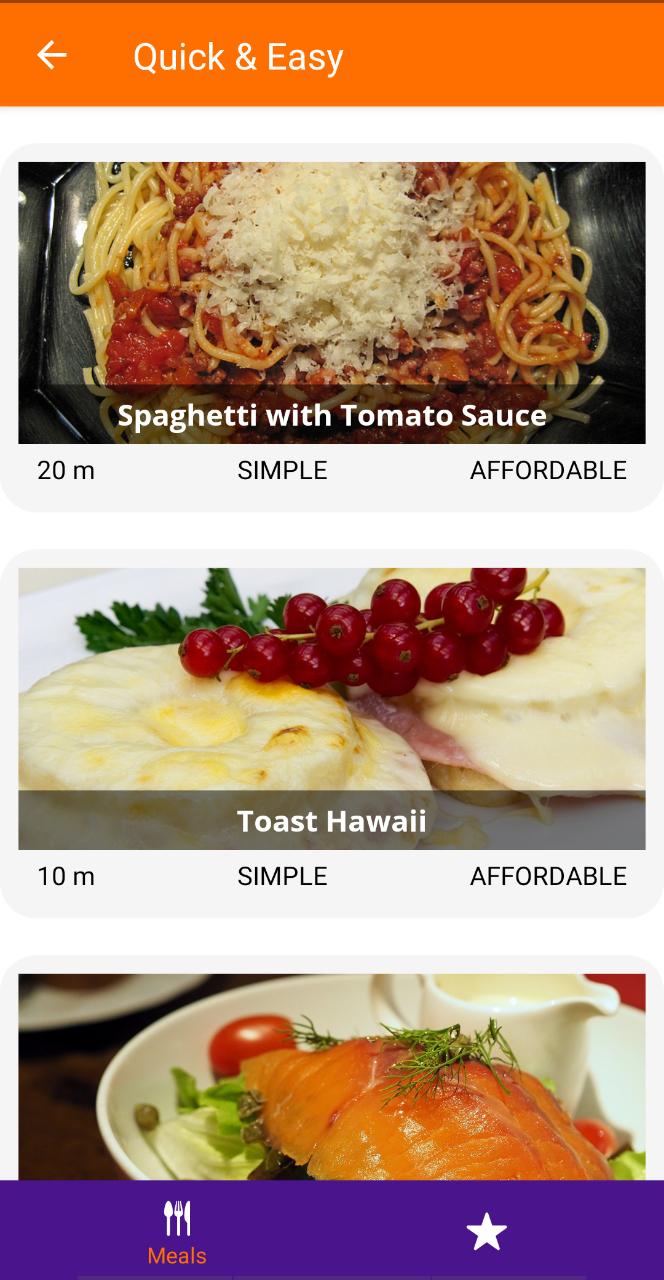 Quick & Easy
Spaghetti with Tomato Sauce
20 m SIMPLE AFFORDABLE
Toast Hawaii
10 m SIMPLE AFFORDABLE
Meals